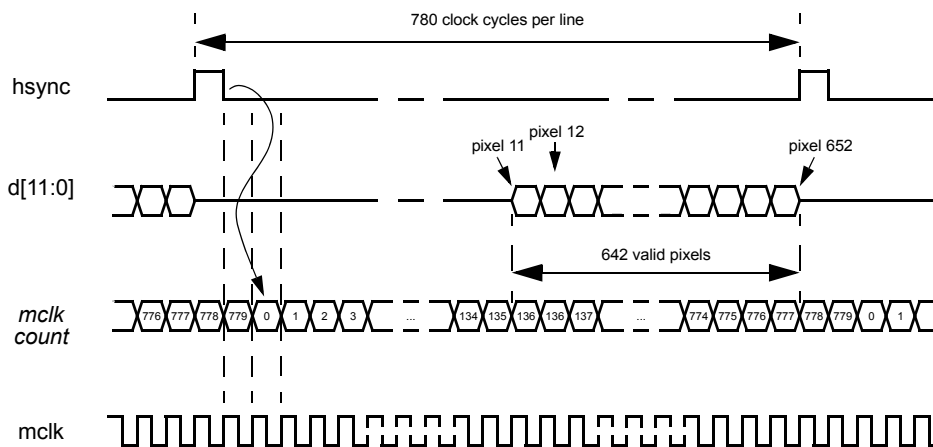 780 clock cycles per line
hsync
pixel 12
pixel 11
pixel 652
d[11:0]
642 valid pixels
mclk
count
776 777 778 779 0 1 2 3 ... 134 135 136 136 137 ... 774 775 776 777 778 779 0 1
mclk